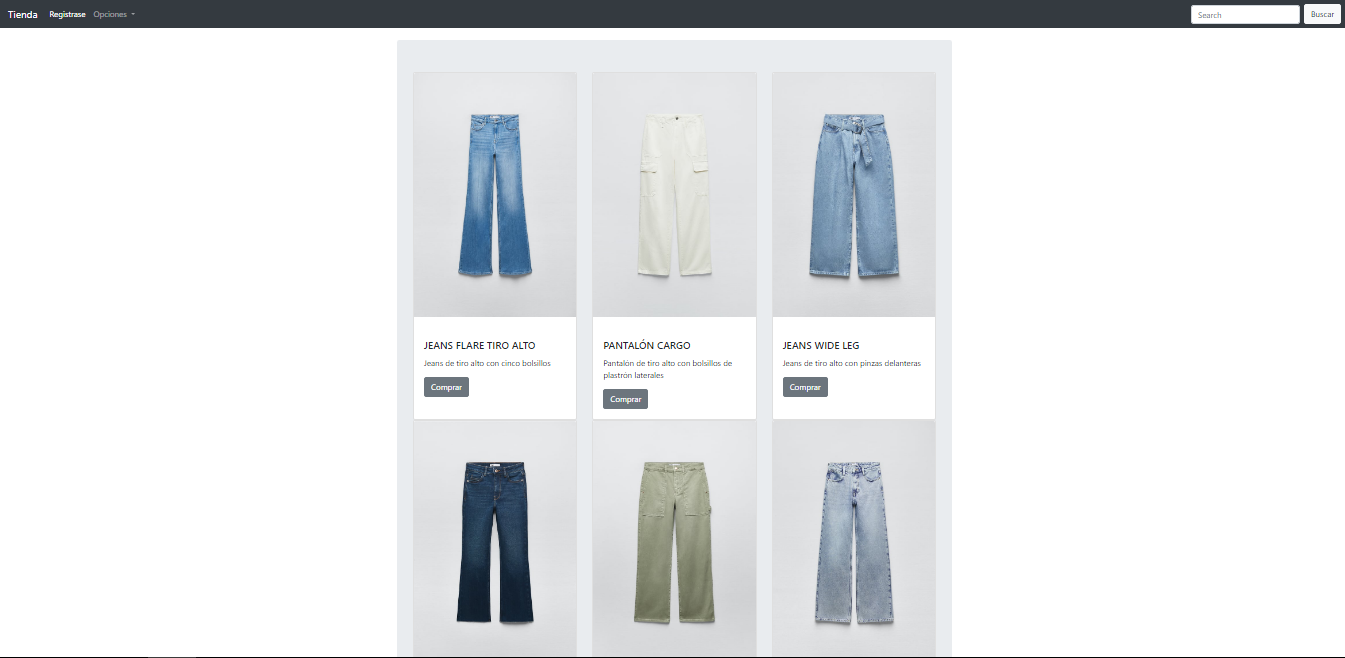 Tienda Registrase Opciones Search Buscar
JEANS FLARE TIRO ALTO
Jeans de tiro alto con cinco bolsillos
Comprar
PANTALÓN CARGO
Pantalón de tiro alto con bolsillos de
plastrón laterales
Comprar
JEANS WIDE LEG
Jeans de tiro alto con pinzas delanteras
Comprar